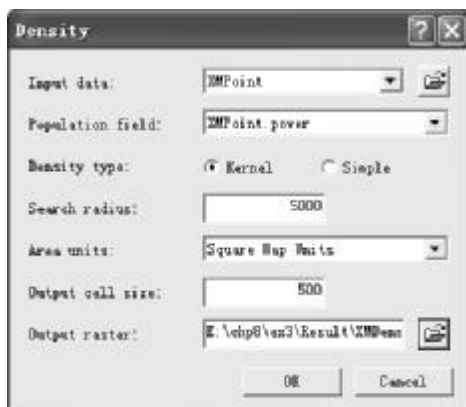 Density
Input data: XMPoint
Population field: XMPoint.power
Density type: Kernel Simple
Search radius: 5000
Area units: Square Map Units
Output cell size: 500
Output raster: E:\chp8\ex3\Result\XMDens
OK Cancel